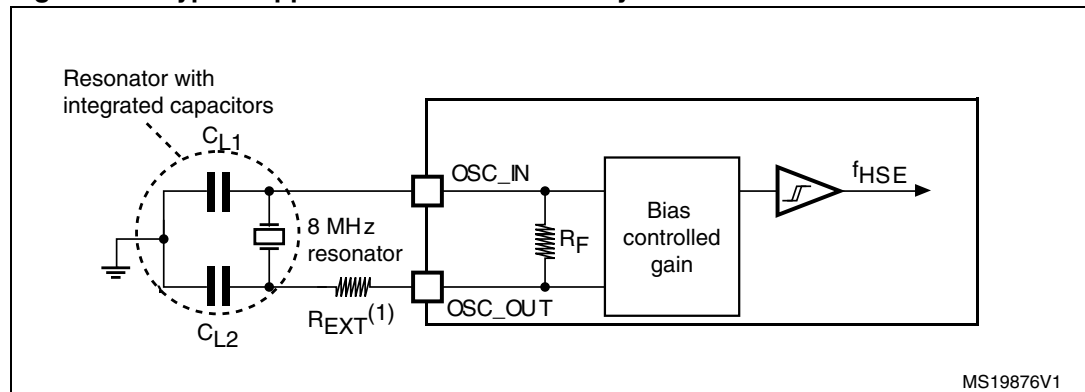 Resonator with
integrated capacitors
CL1
OSC_IN
fHSE
8 MHz
resonator
RF
Bias
controlled
gain
REXT(1)
OSC_OUT
CL2
MS19876V1